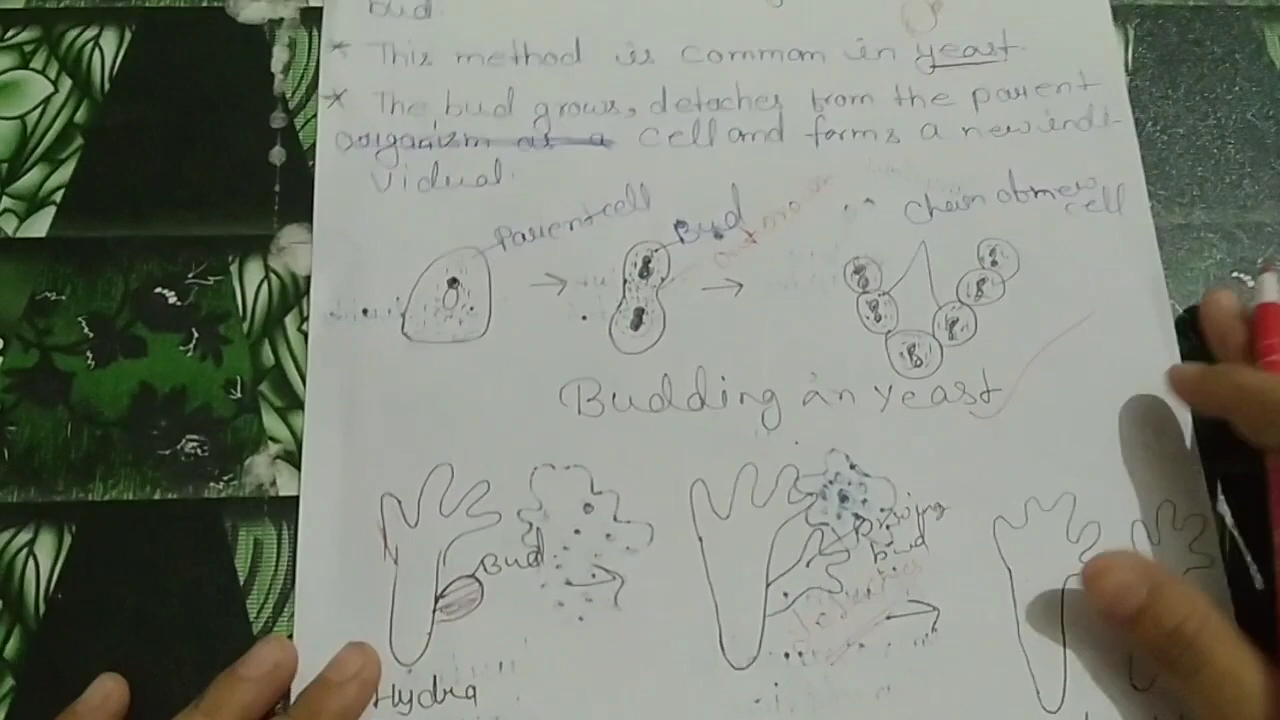 bud.
* This method is common in yeast.
* The bud grows, detaches from the parent
organism as a cell and forms a new indi-
vidual.
Parent cell
Bud
Chain of new
cell
Budding in yeast
Bud
Growing
bud
Hydra